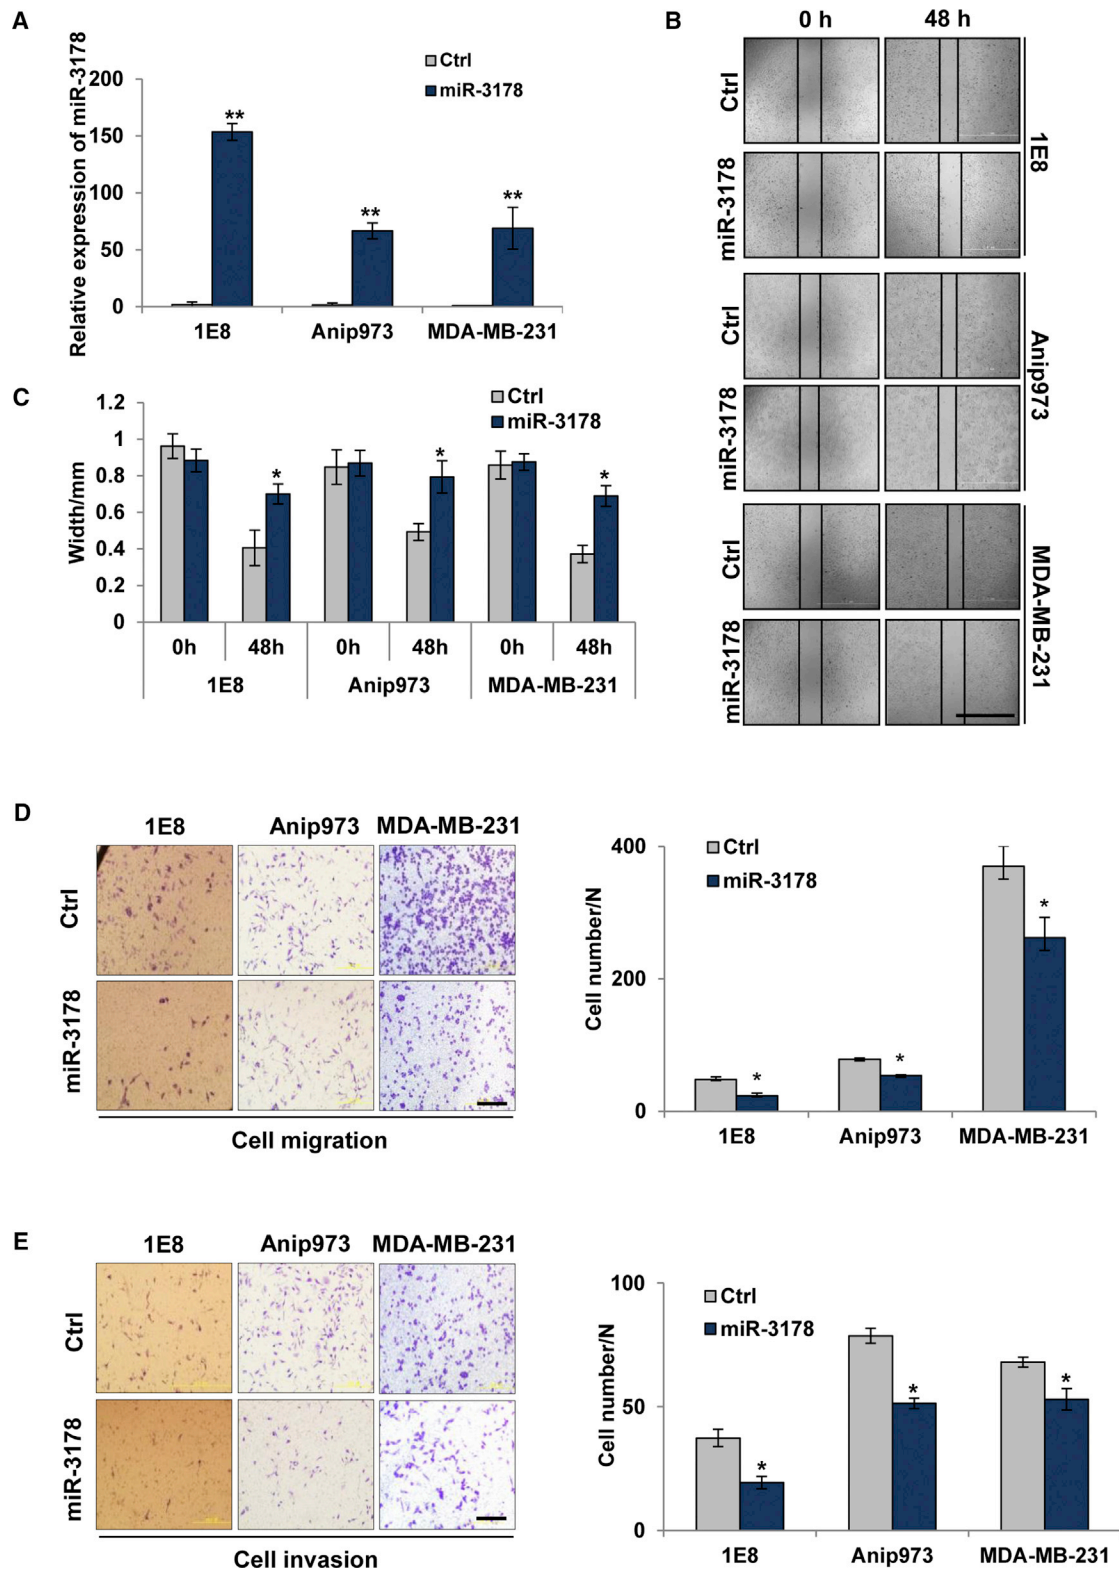 A
Relative expression of miR-3178
200
150
100
50
0
Ctrl
miR-3178
**
**
**
1E8
Anip973
MDA-MB-231
B
0 h
48 h
Ctrl
miR-3178
1E8
Ctrl
miR-3178
Anip973
Ctrl
miR-3178
MDA-MB-231
C
Width/mm
1.2
1
0.8
0.6
0.4
0.2
0
Ctrl
miR-3178
*
*
*
0h
48h
0h
48h
0h
48h
1E8
Anip973
MDA-MB-231
D
1E8
Anip973
MDA-MB-231
Ctrl
miR-3178
Cell migration
Cell number/N
400
200
0
Ctrl
miR-3178
*
*
*
1E8
Anip973
MDA-MB-231
E
1E8
Anip973
MDA-MB-231
Ctrl
miR-3178
Cell invasion
Cell number/N
100
50
0
Ctrl
miR-3178
*
*
*
1E8
Anip973
MDA-MB-231